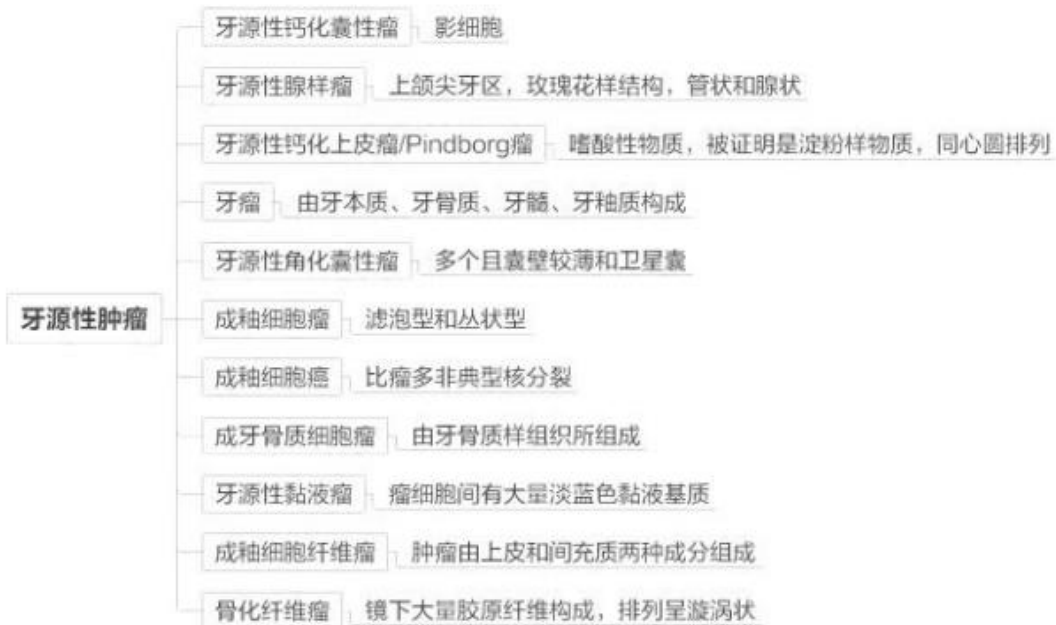 牙源性钙化囊性瘤 影细胞
牙源性腺样瘤 上颌尖牙区，玫瑰花样结构，管状和腺状
牙源性钙化上皮瘤/Pindborg瘤 嗜酸性物质，被证明是淀粉样物质，同心圆排列
牙瘤 由牙本质、牙骨质、牙髓、牙釉质构成
牙源性角化囊性瘤 多个且囊壁较薄和卫星囊
牙源性肿瘤
成釉细胞瘤 滤泡型和丛状型
成釉细胞癌 比瘤多非典型核分裂
成牙骨质细胞瘤 由牙骨质样组织所组成
牙源性黏液瘤 瘤细胞间有大量淡蓝色黏液基质
成釉细胞纤维瘤 肿瘤由上皮和间充质两种成分组成
骨化纤维瘤 镜下大量胶原纤维构成，排列呈漩涡状